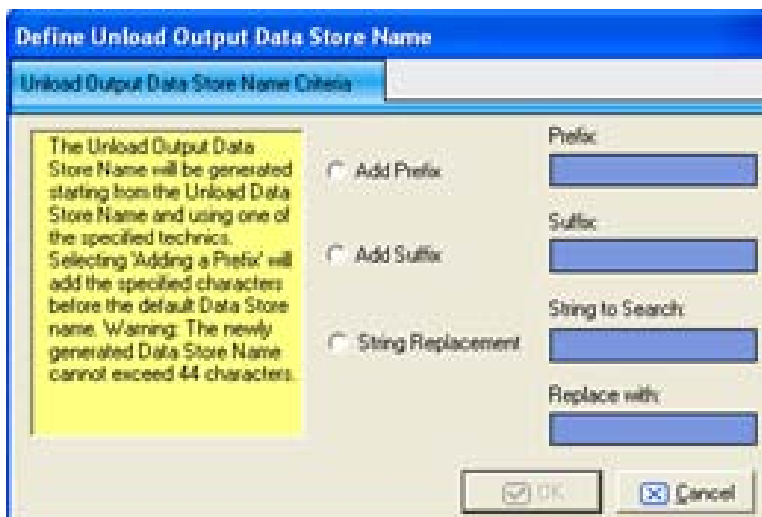 Define Unload Output Data Store Name
Unload Output Data Store Name Criteria
The Unload Output Data
Store Name will be generated
starting from the Unload Data
Store Name and using one of
the specified technics.
Selecting 'Adding a Prefix' will
add the specified characters
before the default Data Store
name. Warning: The newly
generated Data Store Name
cannot exceed 44 characters.
Add Prefix
Add Suffix
String Replacement
Prefix:
Suffix:
String to Search:
Replace with:
OK
Cancel